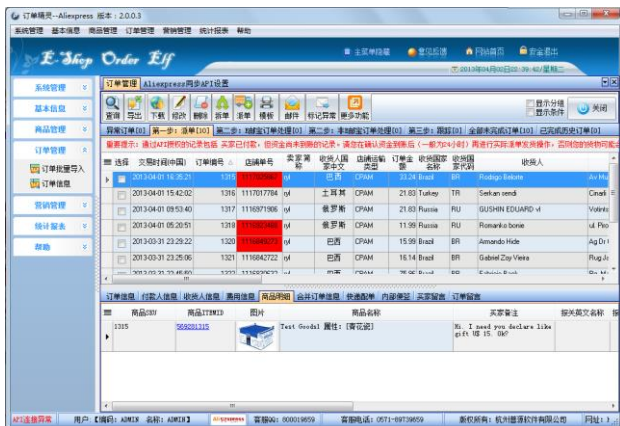 订单精灵--Aliexpress 版本：2.0.0.3
系统管理 基本信息 商品管理 订单管理 营销管理 统计报表 帮助
E-Shop Order Elf
主菜单隐藏 意见反馈 网站首页 安全退出
2013年04月02日22:39:42/星期二
系统管理
基本信息
商品管理
订单管理
订单批量导入
订单信息
营销管理
统计报表
帮助
订单管理 Aliexpress同步API设置
查询 导出 下载 修改 删除 拆单 派单 模板 邮件 标记异常 更多功能
显示分组
显示条件
关闭
异常订单[0] 第一步：派单[10] 第二步：E邮宝订单处理[0] 第二步：非E邮宝订单处理[0] 第三步：跟踪[0] 全部未完成订单[10] 已完成历史订单[0]
选择 交易时间(中国) 订单编号 店铺单号 卖家简称 收货人国家中文 店铺运输类型 订单金额 收货国家名称 收货国家代码 收货人
2013-04-01 16:35:21 1315 巴西 CPAM 33.24 Brazil BR Rodrigo Batista
2013-04-01 15:42:02 1316 1117017784 ryl 土耳其 CPAM 21.83 Turkey TR Serkan sendi
2013-04-01 09:53:40 1317 1116971906 ryl 俄罗斯 CPAM 21.83 Russia RU GUSHIN EDUARD vl
2013-04-01 05:20:51 1319 ryl 俄罗斯 CPAM 11.99 Russia RU Romanko bonie
2013-03-31 23:29:22 1320 ryl 巴西 CPAM 15.99 Brazil BR Armando Hide
2013-03-31 23:25:06 1321 1116842722 ryl 巴西 CPAM 16.14 Brazil BR Gabriel Zoy Vieira
订单信息 付款人信息 收货人信息 费用信息 商品明细 合并订单信息 快递配单 内部便签 买家留言 订单留言
商品SKU 商品ITEMID 图片 商品名称 买家备注 报关英文名称
1315 569281315 Test Goods1 属性：[青花瓷] Hi. I need you declare like
gift U$ 15. Ok?
API连接异常 用户:【编码：ADMIN 名称：ADMIN】 客服QQ：800019659 客服电话：0571-89739659 版权所有：杭州慧源软件有限公司